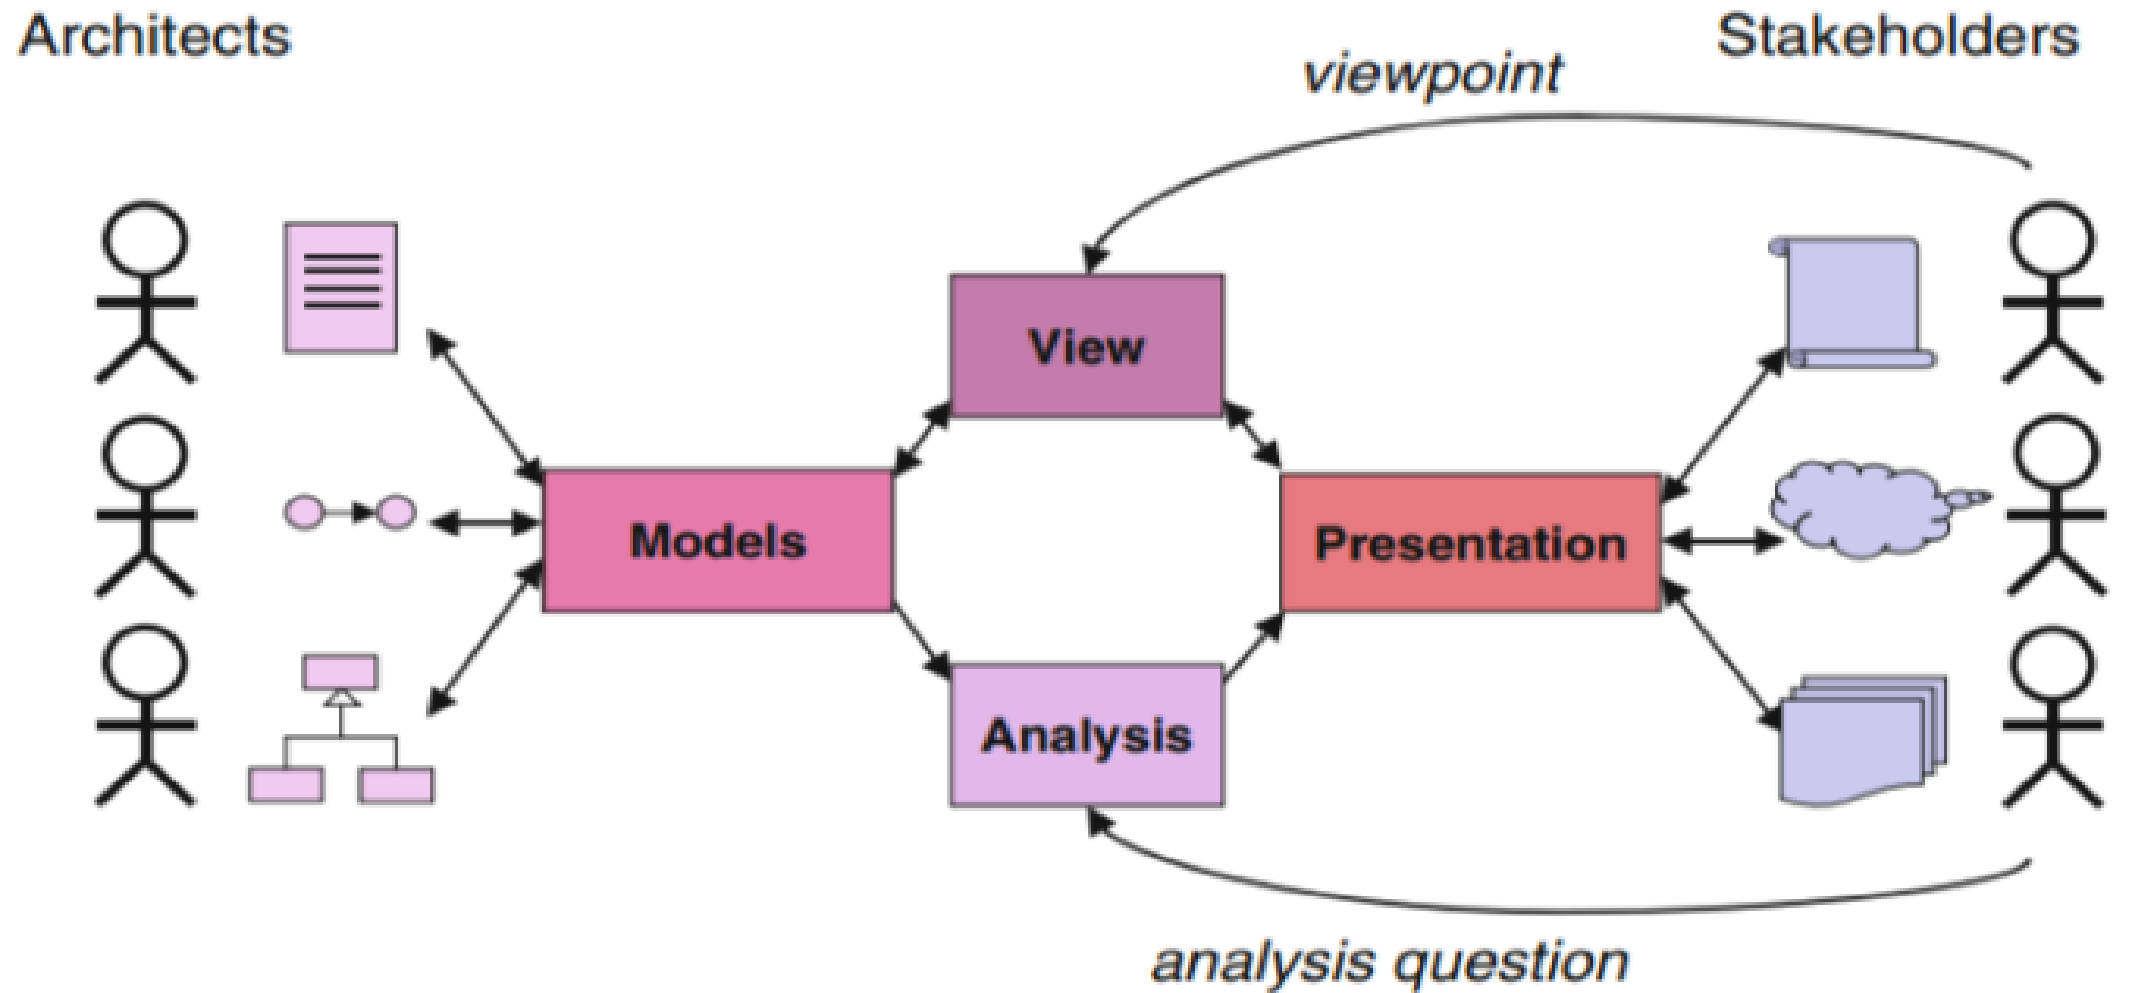 Architects
Stakeholders
viewpoint
View
Models
Presentation
Analysis
analysis question